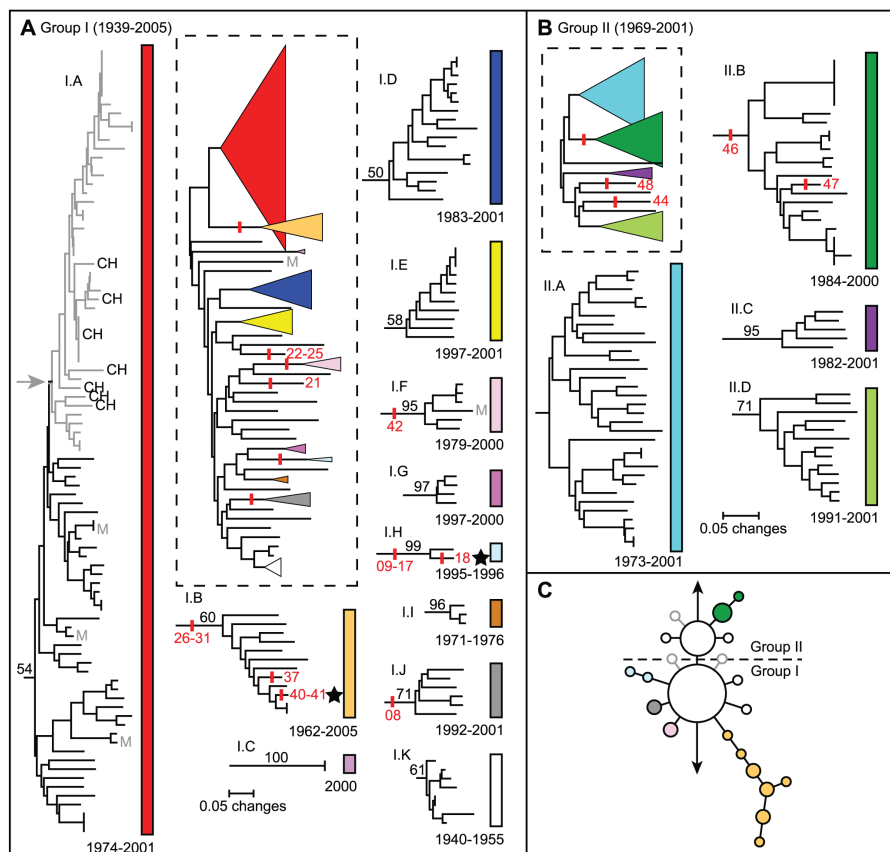 A Group I (1939-2005)
I.A
CH
CH
CH
CH
CH
CH
CH
M
M
54
M
1974-2001
M
22-25
21
I.B
60
26-31
37
40-41
1962-2005
I.C
100
2000
0.05 changes
I.D
50
1983-2001
I.E
58
1997-2001
I.F
95
M
42
1979-2000
I.G
97
1997-2000
I.H
99
18
09-17
1995-1996
I.I
96
1971-1976
I.J
71
08
1992-2001
I.K
61
1940-1955
B Group II (1969-2001)
48
44
II.A
1973-2001
II.B
46
47
1984-2000
II.C
95
1982-2001
II.D
71
1991-2001
0.05 changes
C
Group II
Group I